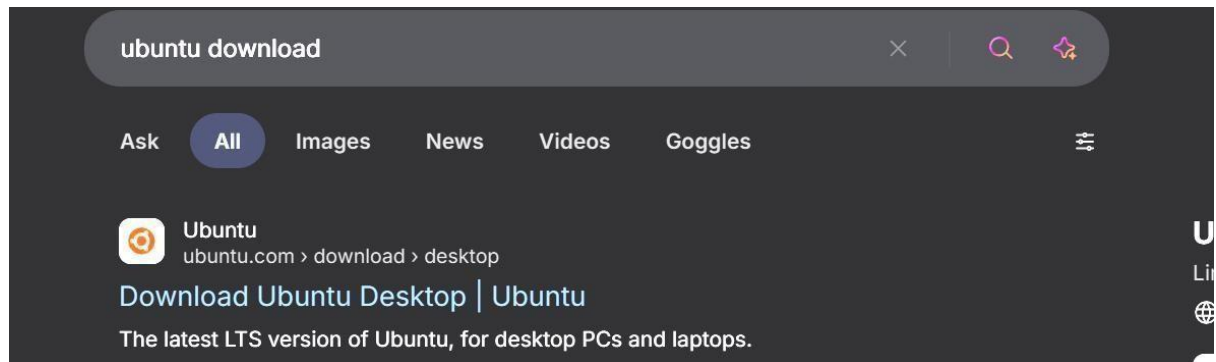 ubuntu download
Ask All Images News Videos Goggles
Ubuntu
ubuntu.com › download › desktop
Download Ubuntu Desktop | Ubuntu
The latest LTS version of Ubuntu, for desktop PCs and laptops.